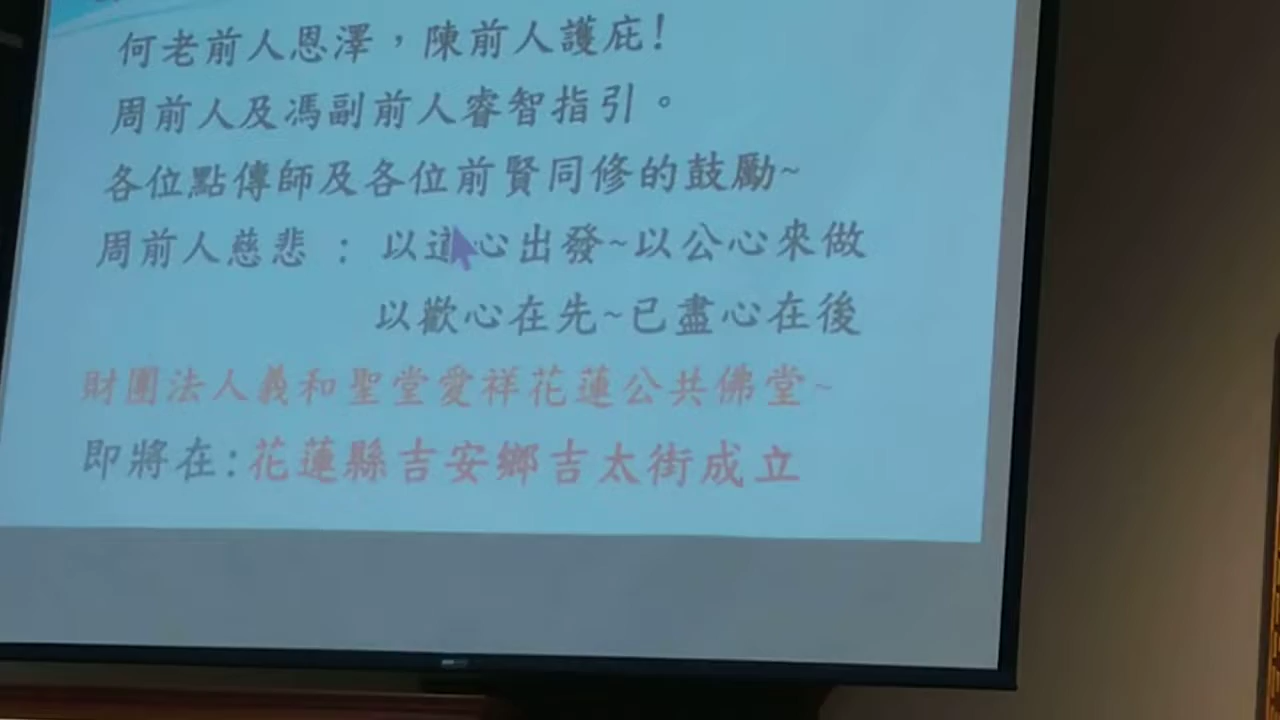 何老前人恩澤，陳前人護庇!
周前人及馮副前人睿智指引。
各位點傳師及各位前賢同修的鼓勵~
周前人慈悲 : 以道心出發~以公心來做
以歡心在先~已盡心在後
財團法人義和聖堂愛祥花蓮公共佛堂~
即將在:花蓮縣吉安鄉吉太街成立